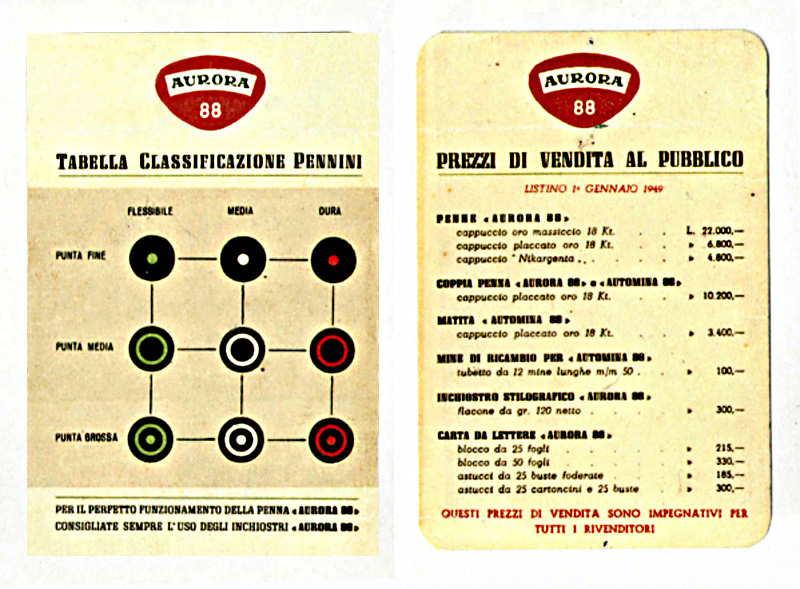 AURORA
88
TABELLA CLASSIFICAZIONE PENNINI
FLESSIBILE MEDIA DURA
PUNTA FINE
PUNTA MEDIA
PUNTA GROSSA
PER IL PERFETTO FUNZIONAMENTO DELLA PENNA «AURORA 88»
CONSIGLIATE SEMPRE L'USO DEGLI INCHIOSTRI «AURORA 88»
AURORA
88
PREZZI DI VENDITA AL PUBBLICO
LISTINO 1° GENNAIO 1949
PENNE «AURORA 88»
cappuccio oro massiccio 18 Kt. . . L. 22.000,—
cappuccio placcato oro 18 Kt. . . » 6.800,—
cappuccio "Nikargenta . . . . » 4.800,—
COPPIA PENNA «AURORA 88» e «AUTOMINA 88»
cappuccio placcato oro 18 Kt. . . » 10.200,—
MATITA «AUTOMINA 88»
cappuccio placcato oro 18 Kt. . . » 3.400,—
MINE DI RICAMBIO PER «AUTOMINA 88»
tubetto da 12 mine lunghe m/m 50 . . » 100,—
INCHIOSTRO STILOGRAFICO «AURORA 88»
flacone da gr. 120 netto . . . » 300,—
CARTA DA LETTERE «AURORA 88»
blocco da 25 fogli . . . . » 215,—
blocco da 50 fogli . . . . » 330,—
astucci da 25 buste foderate . . » 185,—
astucci da 25 cartoncini e 25 buste . » 300,—
QUESTI PREZZI DI VENDITA SONO IMPEGNATIVI PER
TUTTI I RIVENDITORI